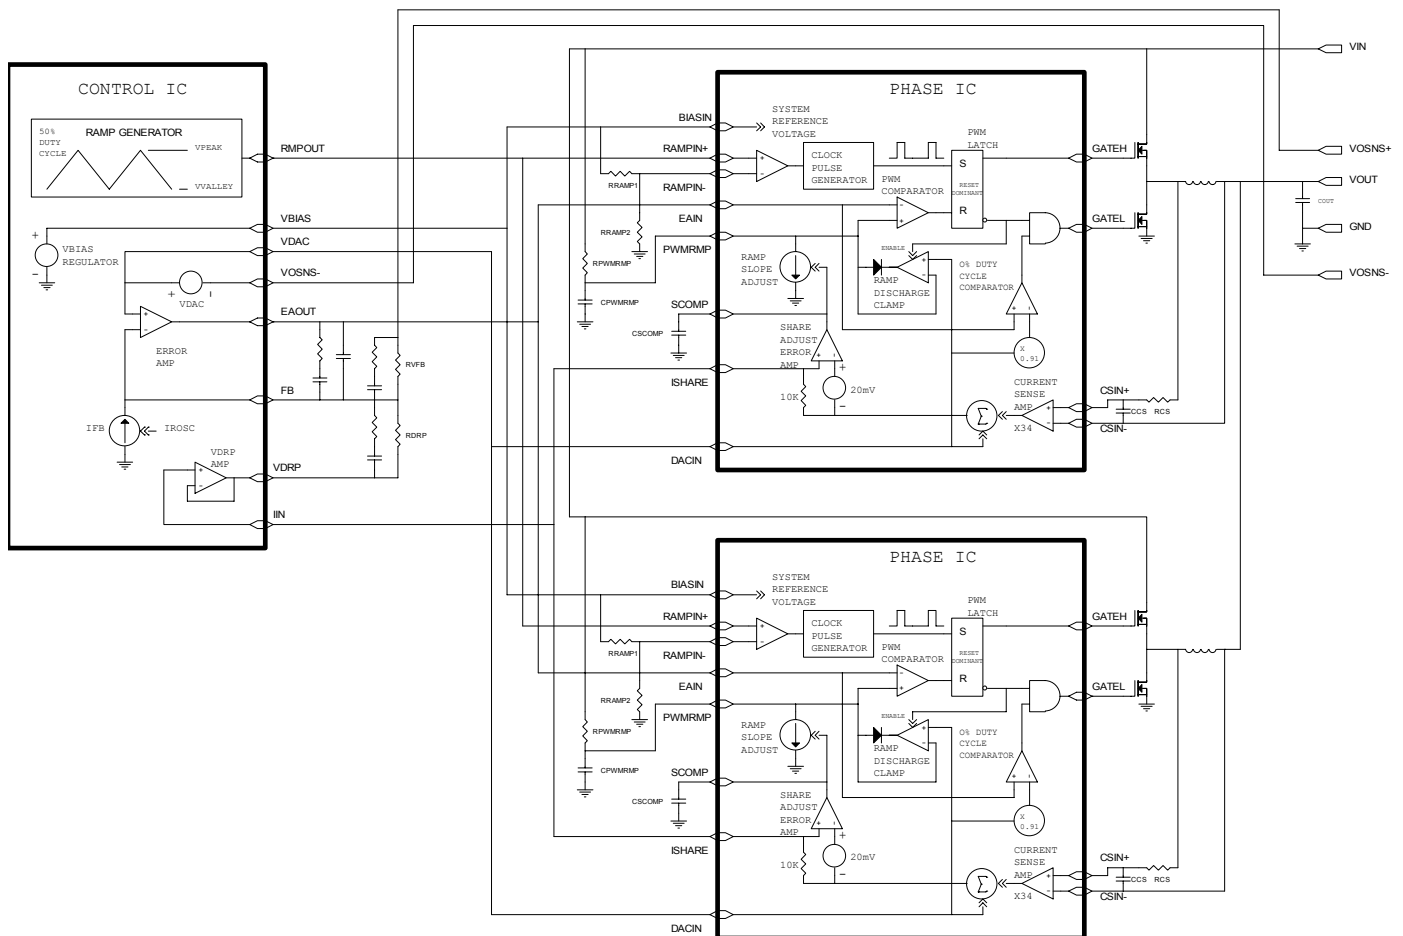 CONTROL IC
50%
DUTY
CYCLE
RAMP GENERATOR
VPEAK
VVALLEY
RMPOUT
VBIAS
VDAC
VOSNS-
EAOUT
FB
VDRP
IIN
+
-
VBIAS
REGULATOR
+
-
VDAC
+
-
ERROR
AMP
IFB
IROSC
VDRP
AMP
+
-
RVFB
RDRP
VIN
VOSNS+
VOUT
COUT
GND
VOSNS-
PHASE IC
BIASIN
SYSTEM
REFERENCE
VOLTAGE
RAMPIN+
RAMPIN-
RRAMP1
RRAMP2
EAIN
PWMRMP
RPWMRMP
CPWMRMP
SCOMP
CSCOMP
ISHARE
DACIN
+
-
CLOCK
PULSE
GENERATOR
PWM
LATCH
S
RESET
DOMINANT
R
PWM
COMPARATOR
-
+
GATEH
GATEL
RAMP
SLOPE
ADJUST
ENABLE
+
-
RAMP
DISCHARGE
CLAMP
0% DUTY
CYCLE
COMPARATOR
+
-
X
0.91
SHARE
ADJUST
ERROR
AMP
+
-
+
20mV
-
10K
Σ
CURRENT
SENSE
AMP
X34
+
-
CSIN+
CCS
RCS
CSIN-
PHASE IC
BIASIN
SYSTEM
REFERENCE
VOLTAGE
RAMPIN+
RAMPIN-
RRAMP1
RRAMP2
EAIN
PWMRMP
RPWMRMP
CPWMRMP
SCOMP
CSCOMP
ISHARE
DACIN
+
-
CLOCK
PULSE
GENERATOR
PWM
LATCH
S
RESET
DOMINANT
R
PWM
COMPARATOR
-
+
GATEH
GATEL
RAMP
SLOPE
ADJUST
ENABLE
+
-
RAMP
DISCHARGE
CLAMP
0% DUTY
CYCLE
COMPARATOR
+
-
X
0.91
SHARE
ADJUST
ERROR
AMP
+
-
+
20mV
-
10K
Σ
CURRENT
SENSE
AMP
X34
+
-
CSIN+
CCS
RCS
CSIN-